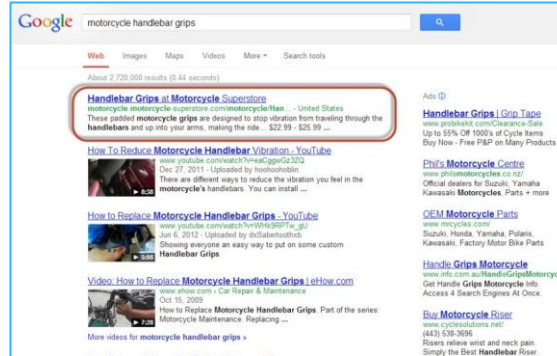 Google
motorcycle handlebar grips
Web Images Maps Videos More Search tools
About 2,720,000 results (0.44 seconds)
Handlebar Grips at Motorcycle Superstore
motorcycle.motorcycle-superstore.com/motorcycle/Han... - United States
These padded motorcycle grips are designed to stop vibration from traveling through the
handlebars and up into your arms, making the ride... $22.99 - $25.99 ...
How To Reduce Motorcycle Handlebar Vibration - YouTube
Dec 27, 2011 - Uploaded by hoohoohoblin
There are different ways to reduce the vibration you feel in the
motorcycle's handlebars. You can install ...
8:38
How to Replace Motorcycle Handlebar Grips - YouTube
Jun 6, 2012 - Uploaded by dxSabertoothxb
Showing everyone an easy way to put on some custom
Handlebar Grips.
5:08
Video: How to Replace Motorcycle Handlebar Grips | eHow.com
www.ehow.com › Car Repair & Maintenance
Oct 15, 2009
How to Replace Motorcycle Handlebar Grips. Part of the series:
Motorcycle Maintenance. Replacing ...
7:28
More videos for motorcycle handlebar grips »
Ads
Handlebar Grips | Grip Tape
www.probikekit.com/Clearance-Sale
Up to 55% Off 1000's of Cycle Items
Buy Now - Free P&P on Many Products
Phil's Motorcycle Centre
www.philsmotorcycles.co.nz/
Official dealers for Suzuki, Yamaha
Kawasaki Motorcycles, Parts + more
OEM Motorcycle Parts
www.mrcycles.com/
Suzuki, Honda, Yamaha, Polaris,
Kawasaki, Factory Motor Bike Parts
Handle Grips Motorcycle
www.info.com.au/HandleGripsMotorcyc
Get Handle Grips Motorcycle Info.
Access 4 Search Engines At Once.
Buy Motorcycle Riser
www.cyclesolutions.net/
(443) 538-3696
Risers relieve wrist and neck pain.
Simply the Best Handlebar Riser.